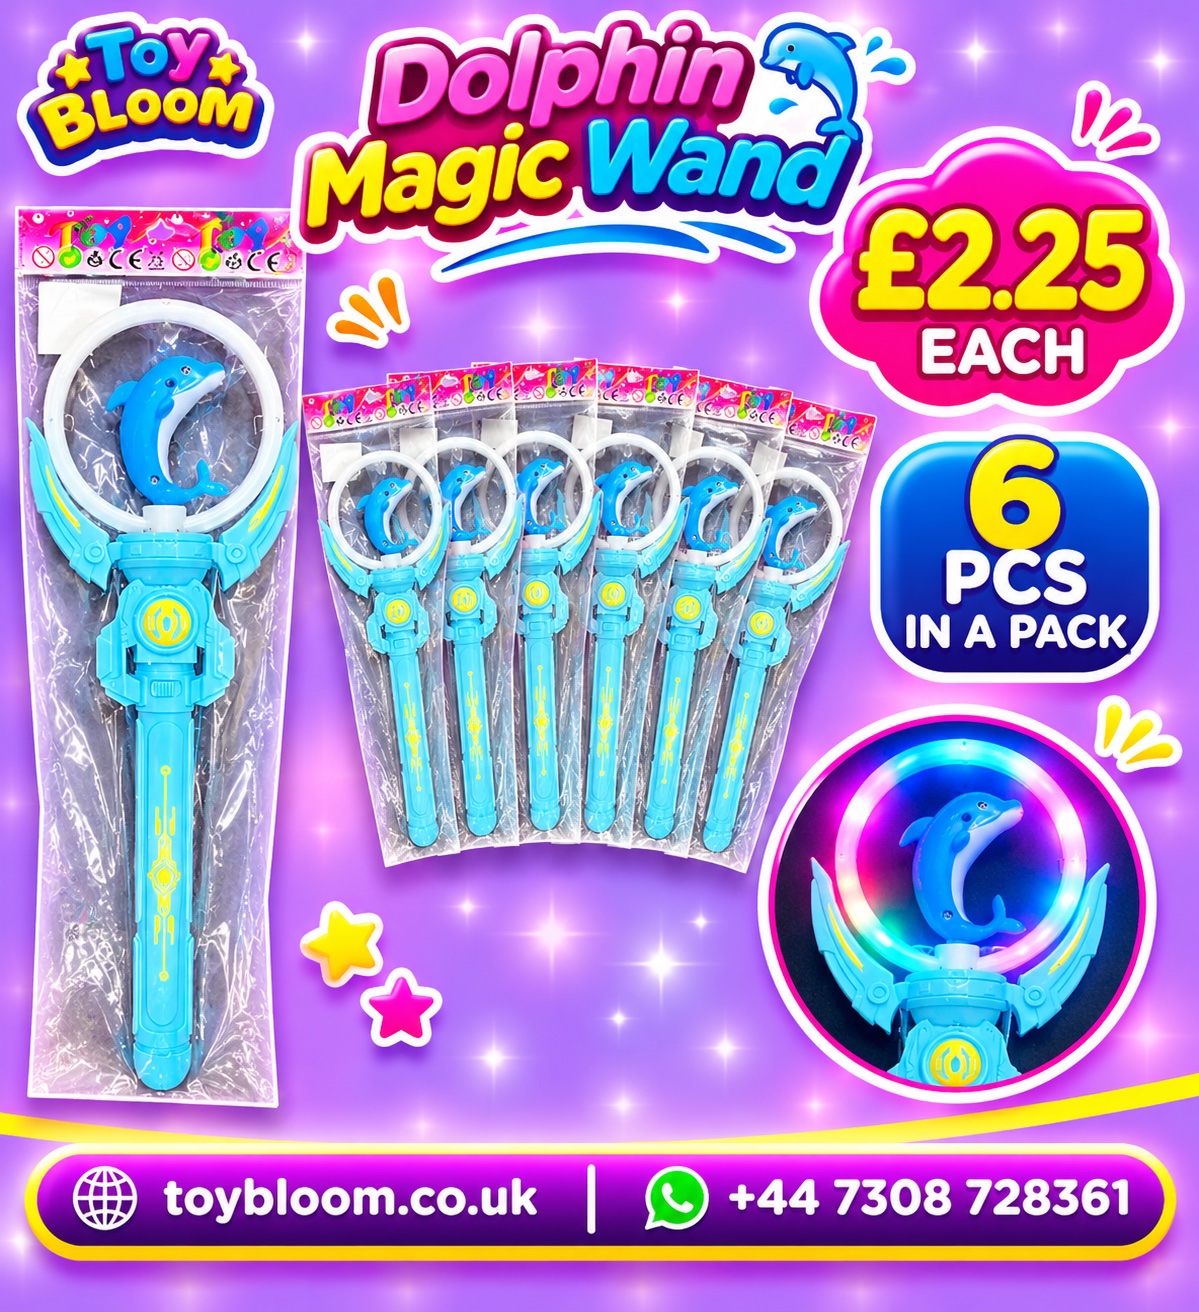 Toy
BLOOM
Dolphin
Magic Wand
£2.25
EACH
6
PCS
IN A PACK
toybloom.co.uk
+44 7308 728361